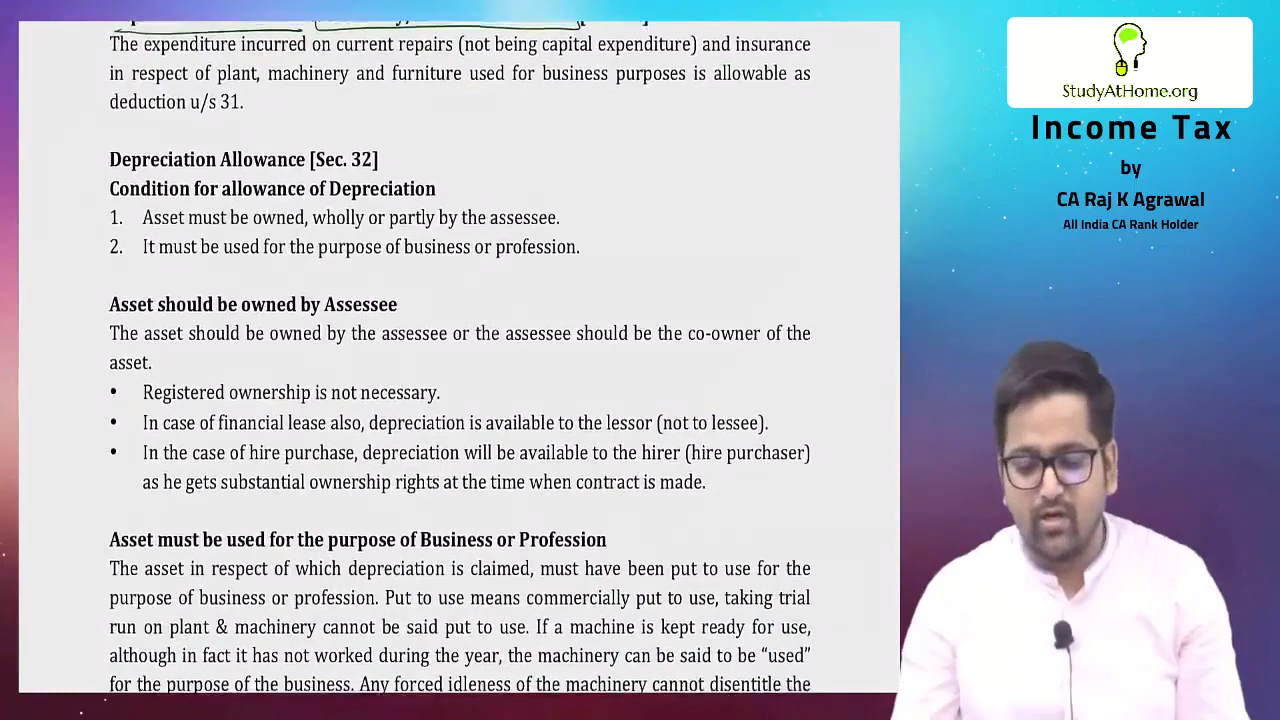 The expenditure incurred on current repairs (not being capital expenditure) and insurance
in respect of plant, machinery and furniture used for business purposes is allowable as
deduction u/s 31.
Depreciation Allowance [Sec. 32]
Condition for allowance of Depreciation
1. Asset must be owned, wholly or partly by the assessee.
2. It must be used for the purpose of business or profession.
Asset should be owned by Assessee
The asset should be owned by the assessee or the assessee should be the co-owner of the
asset.
• Registered ownership is not necessary.
• In case of financial lease also, depreciation is available to the lessor (not to lessee).
• In the case of hire purchase, depreciation will be available to the hirer (hire purchaser)
as he gets substantial ownership rights at the time when contract is made.
Asset must be used for the purpose of Business or Profession
The asset in respect of which depreciation is claimed, must have been put to use for the
purpose of business or profession. Put to use means commercially put to use, taking trial
run on plant & machinery cannot be said put to use. If a machine is kept ready for use,
although in fact it has not worked during the year, the machinery can be said to be “used”
for the purpose of the business. Any forced idleness of the machinery cannot disentitle the
StudyAtHome.org
Income Tax
by
CA Raj K Agrawal
All India CA Rank Holder